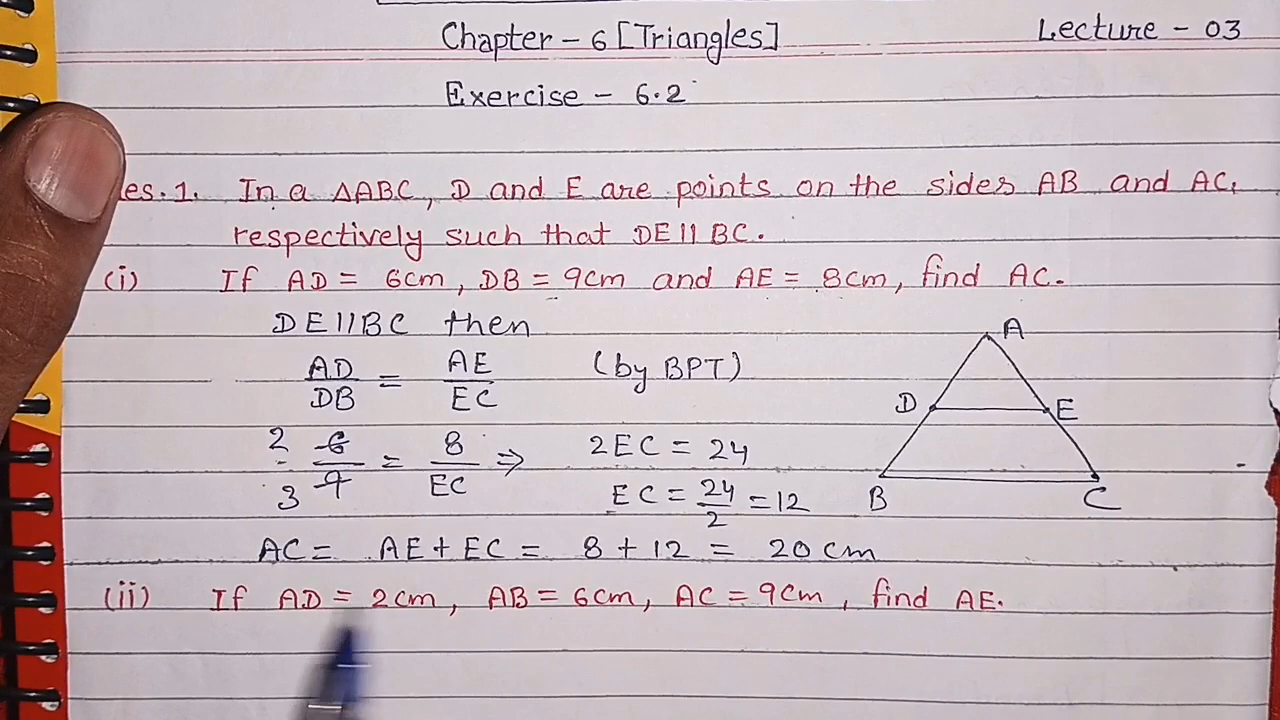 Chapter - 6 [Triangles]
Lecture - 03
Exercise - 6.2
es. 1. In a △ABC, D and E are points on the sides AB and AC,
respectively such that DE || BC.
(i) If AD = 6cm, DB = 9cm and AE = 8cm, find AC.
DE || BC then
AD/DB = AE/EC (by BPT)
2 6/9 3 = 8/EC ⇒ 2EC = 24
EC = 24/2 = 12
AC = AE + EC = 8 + 12 = 20 cm
(ii) If AD = 2cm, AB = 6cm, AC = 9cm, find AE.
A
D E
B C